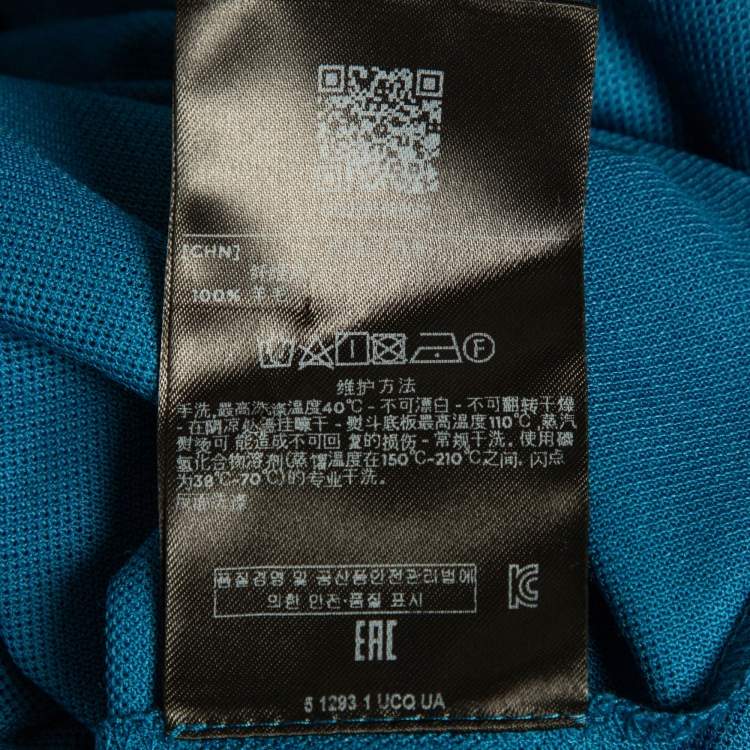 [CHN]
100% 羊毛
维护方法
手洗,最高洗涤温度40℃ - 不可漂白 - 不可翻转干燥
- 在阴凉处悬挂晾干 - 熨斗底板最高温度110℃,蒸汽
熨烫可能造成不可回复的损伤 - 常规干洗,使用碳
氢化合物溶剂(蒸馏温度在150℃-210℃之间,闪点
为38℃-70℃)的专业干洗.
反面洗涤
품질경영 및 공산품안전관리법에
의한 안전·품질 표시
EAC
5 1293 1 UCQ UA